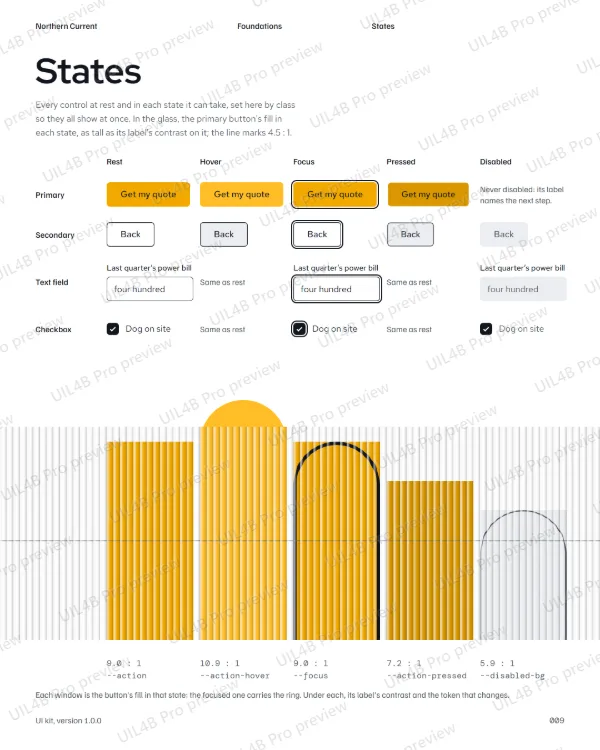 Northern Current
Foundations
States
States
Every control at rest and in each state it can take, set here by class
so they all show at once. In the glass, the primary button's fill in
each state, as tall as its label's contrast on it; the line marks 4.5 : 1.
Rest
Hover
Focus
Pressed
Disabled
Primary
Get my quote
Get my quote
Get my quote
Get my quote
Never disabled: its label
names the next step.
Secondary
Back
Back
Back
Back
Back
Last quarter's power bill
Last quarter's power bill
Last quarter's power bill
Text field
four hundred
Same as rest
four hundred
Same as rest
four hundred
Checkbox
Dog on site
Same as rest
Dog on site
Same as rest
Dog on site
9.0 : 1
10.9 : 1
9.0 : 1
7.2 : 1
5.9 : 1
--action
--action-hover
--focus
--action-pressed
--disabled-bg
Each window is the button's fill in that state: the focused one carries the ring. Under each, its label's contrast and the token that changes.
UI kit, version 1.0.0
009
UIL4B Pro preview